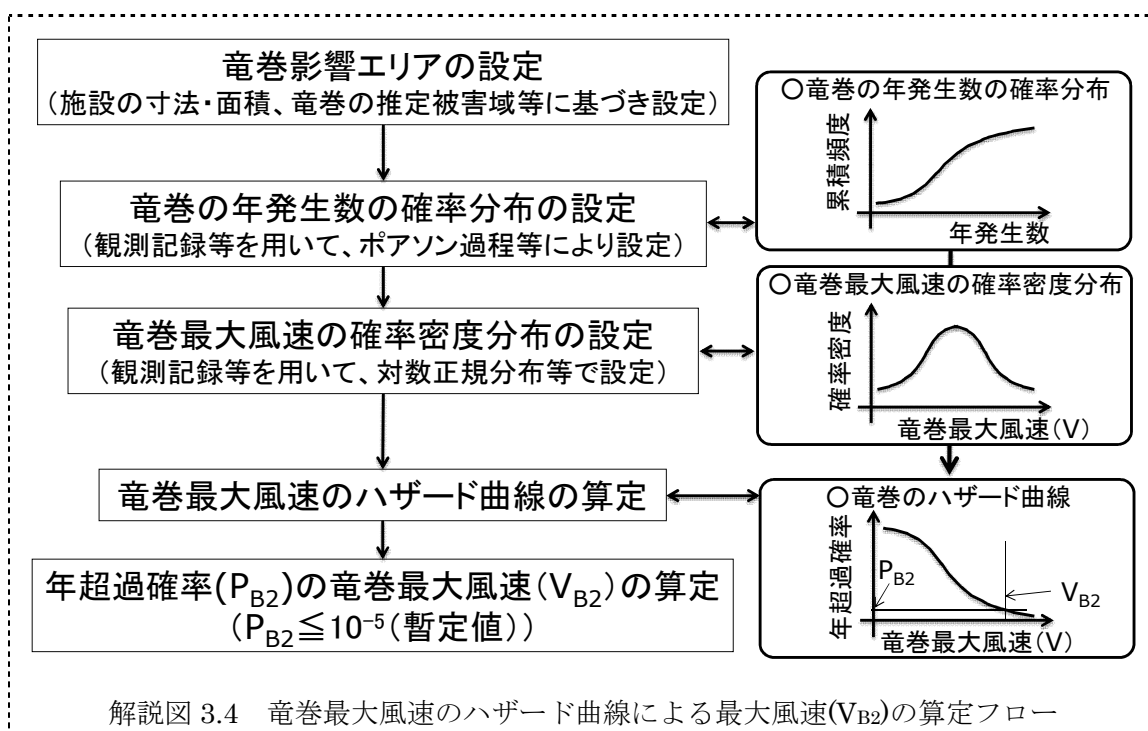 竜巻影響エリアの設定
(施設の寸法・面積、竜巻の推定被害域等に基づき設定)
竜巻の年発生数の確率分布の設定
(観測記録等を用いて、ポアソン過程等により設定)
竜巻最大風速の確率密度分布の設定
(観測記録等を用いて、対数正規分布等で設定)
竜巻最大風速のハザード曲線の算定
年超過確率(PB2)の竜巻最大風速(VB2)の算定
(PB2≦10⁻⁵(暫定値))
○竜巻の年発生数の確率分布
累積頻度
年発生数
○竜巻最大風速の確率密度分布
確率密度
竜巻最大風速(V)
○竜巻のハザード曲線
年超過確率
PB2
VB2
竜巻最大風速(V)
解説図 3.4 竜巻最大風速のハザード曲線による最大風速(VB2)の算定フロー